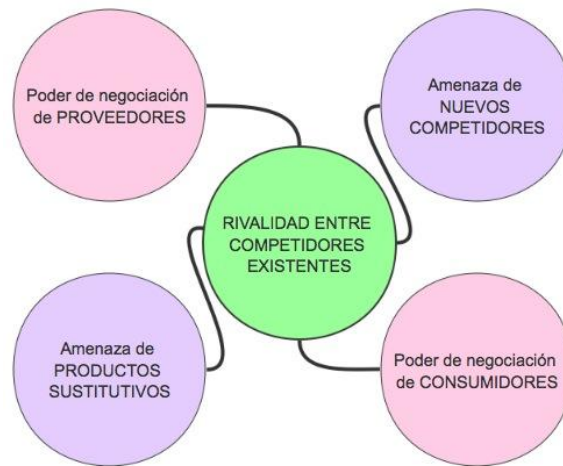 Poder de negociación
de PROVEEDORES
Amenaza de
NUEVOS
COMPETIDORES
RIVALIDAD ENTRE
COMPETIDORES
EXISTENTES
Amenaza de
PRODUCTOS
SUSTITUTIVOS
Poder de negociación
de CONSUMIDORES